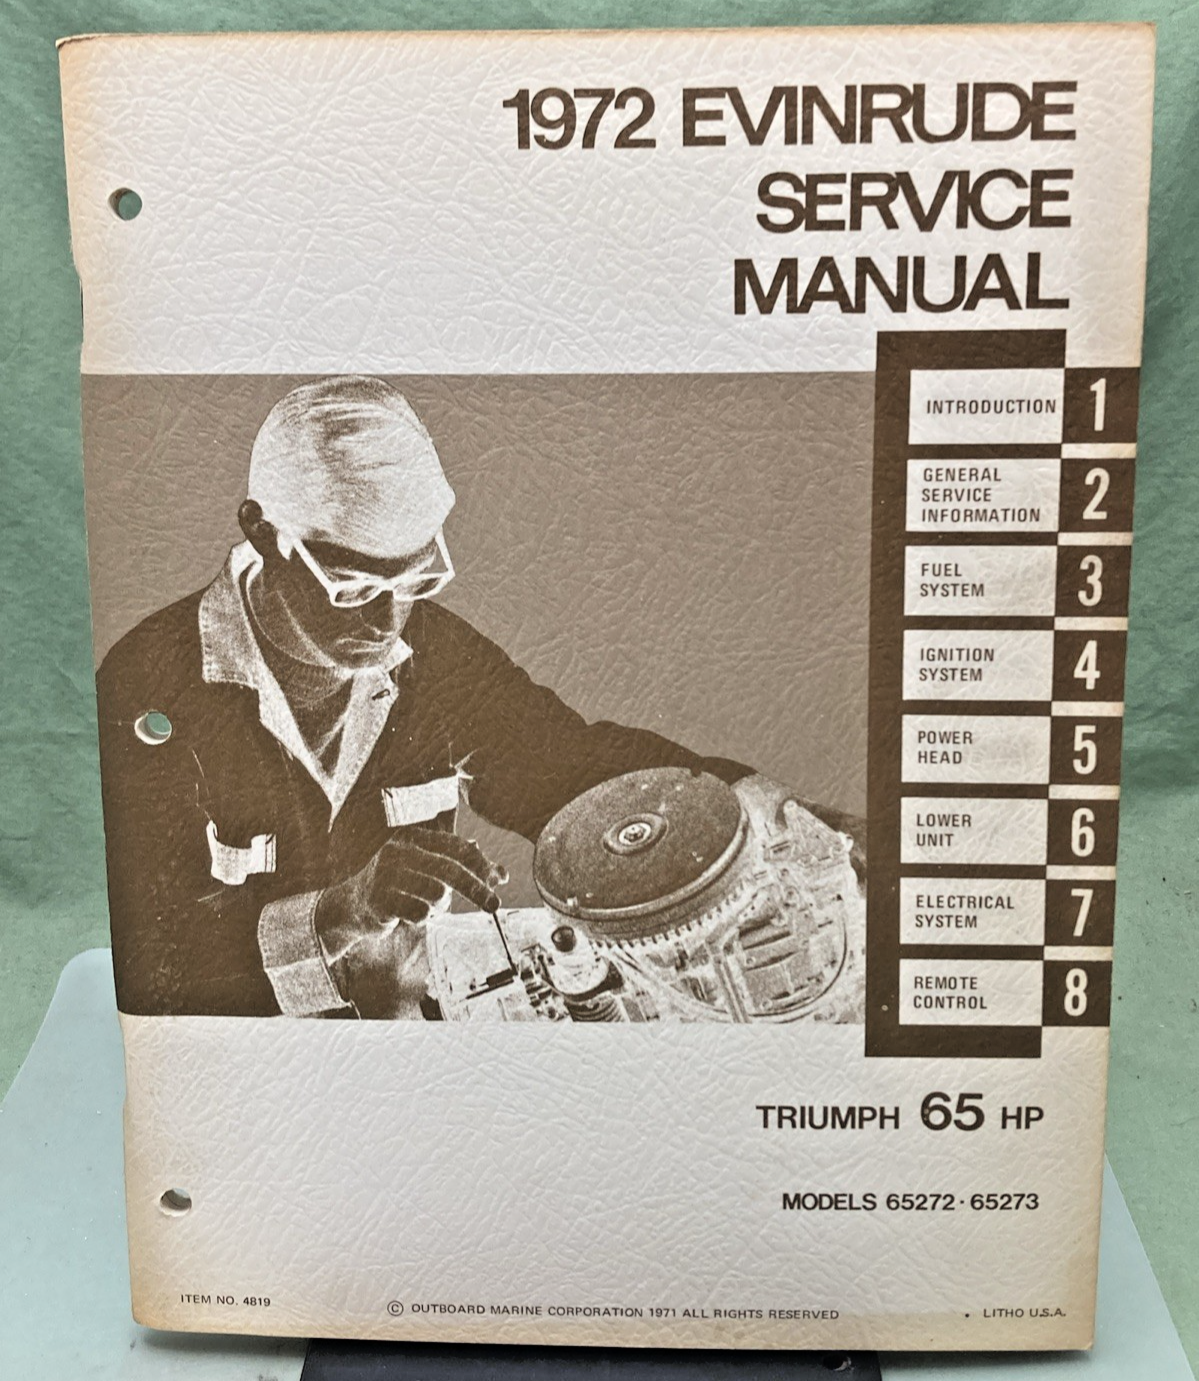 1972 EVINRUDE
SERVICE
MANUAL
INTRODUCTION 1
GENERAL
SERVICE
INFORMATION 2
FUEL
SYSTEM 3
IGNITION
SYSTEM 4
POWER
HEAD 5
LOWER
UNIT 6
ELECTRICAL
SYSTEM 7
REMOTE
CONTROL 8
TRIUMPH 65 HP
MODELS 65272 · 65273
ITEM NO. 4819
© OUTBOARD MARINE CORPORATION 1971 ALL RIGHTS RESERVED
• LITHO U.S.A.